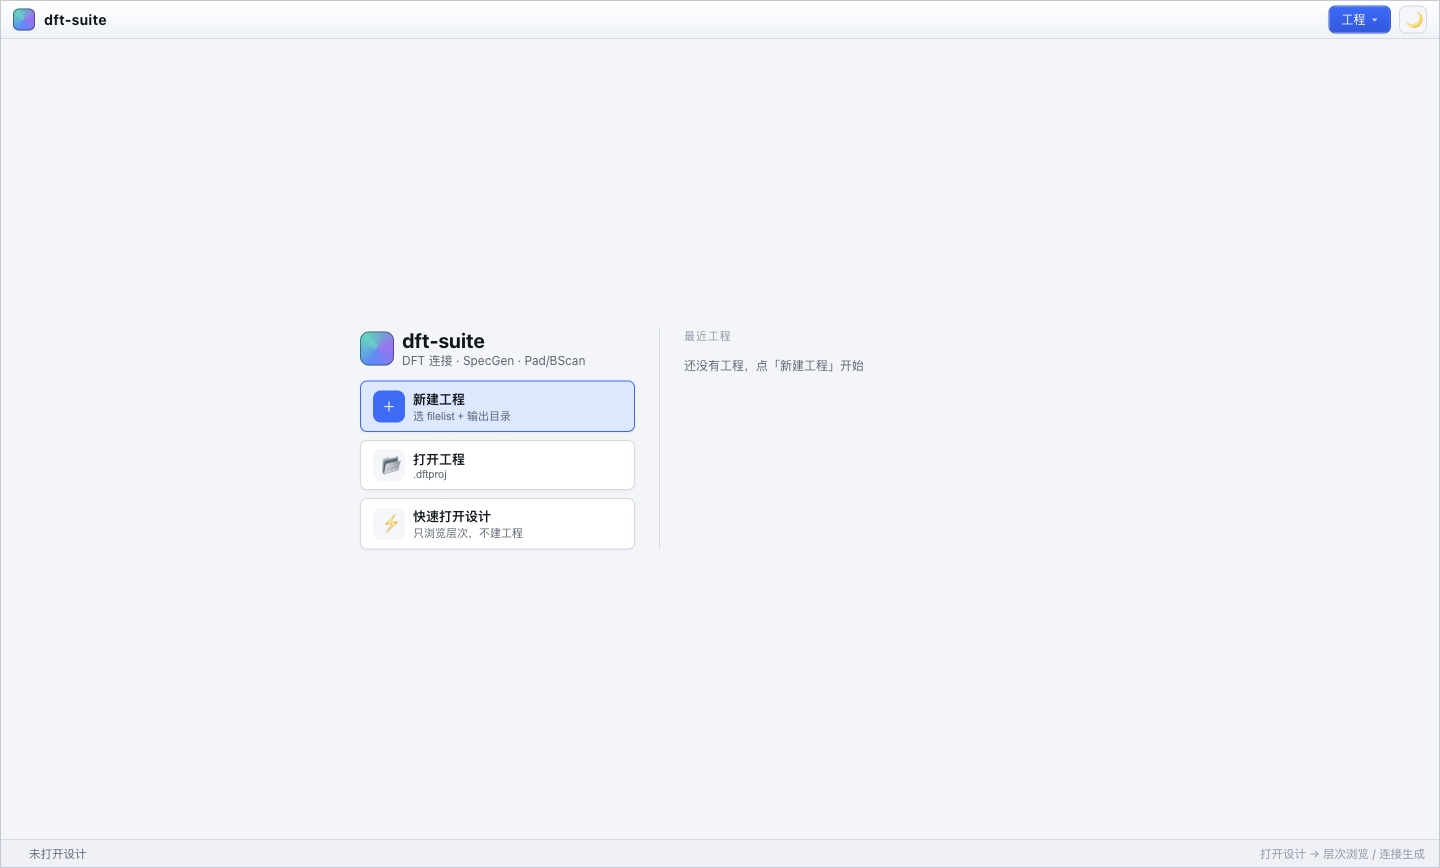 dft-suite
工程
dft-suite
DFT 连接 · SpecGen · Pad/BScan
新建工程
选 filelist + 输出目录
打开工程
.dftproj
快速打开设计
只浏览层次，不建工程
最近工程
还没有工程，点「新建工程」开始
未打开设计
打开设计 → 层次浏览 / 连接生成